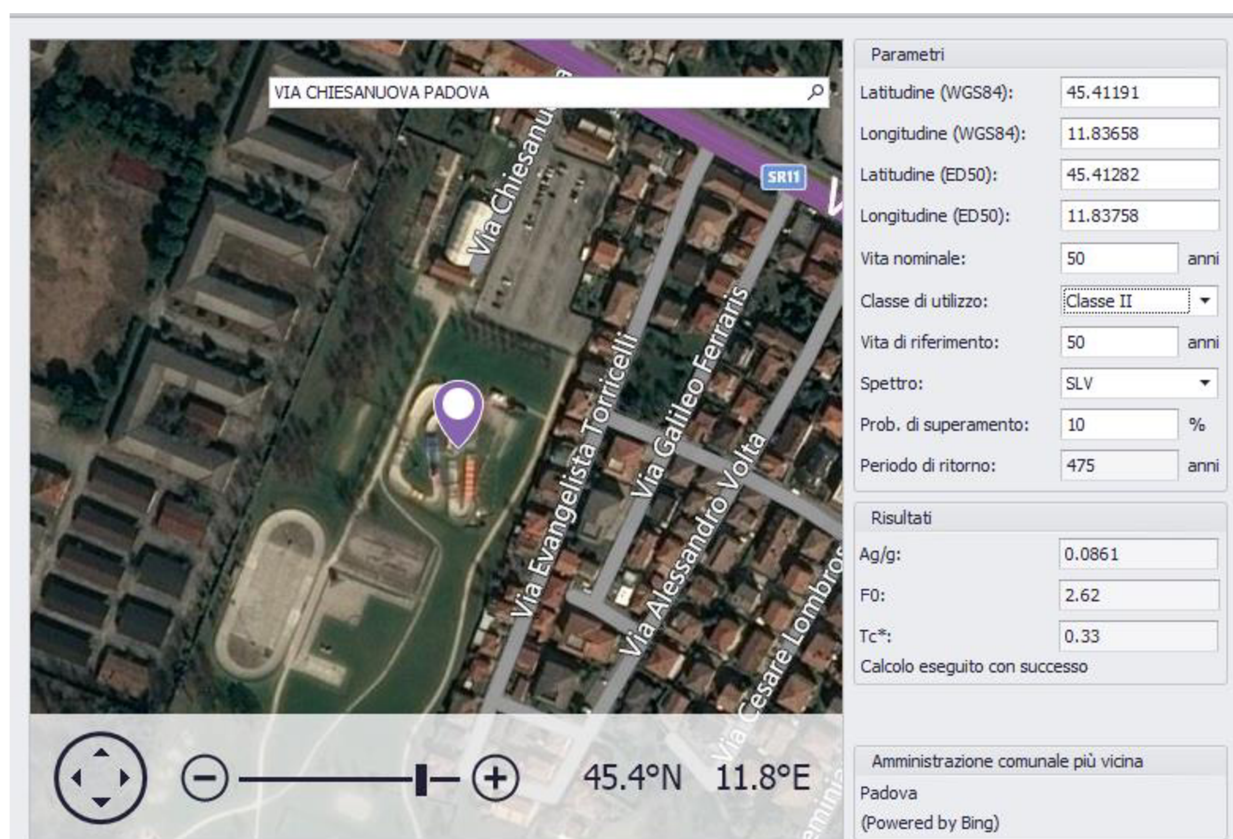 VIA CHIESANUOVA PADOVA
SR11
Via Evangelista Torricelli
Via Galileo Ferraris
Via Alessandro Volta
Via Cesare Lombros
45.4°N 11.8°E
Parametri
Latitudine (WGS84): 45.41191
Longitudine (WGS84): 11.83658
Latitudine (ED50): 45.41282
Longitudine (ED50): 11.83758
Vita nominale: 50 anni
Classe di utilizzo: Classe II
Vita di riferimento: 50 anni
Spettro: SLV
Prob. di superamento: 10 %
Periodo di ritorno: 475 anni
Risultati
Ag/g: 0.0861
F0: 2.62
Tc*: 0.33
Calcolo eseguito con successo
Amministrazione comunale più vicina
Padova
(Powered by Bing)